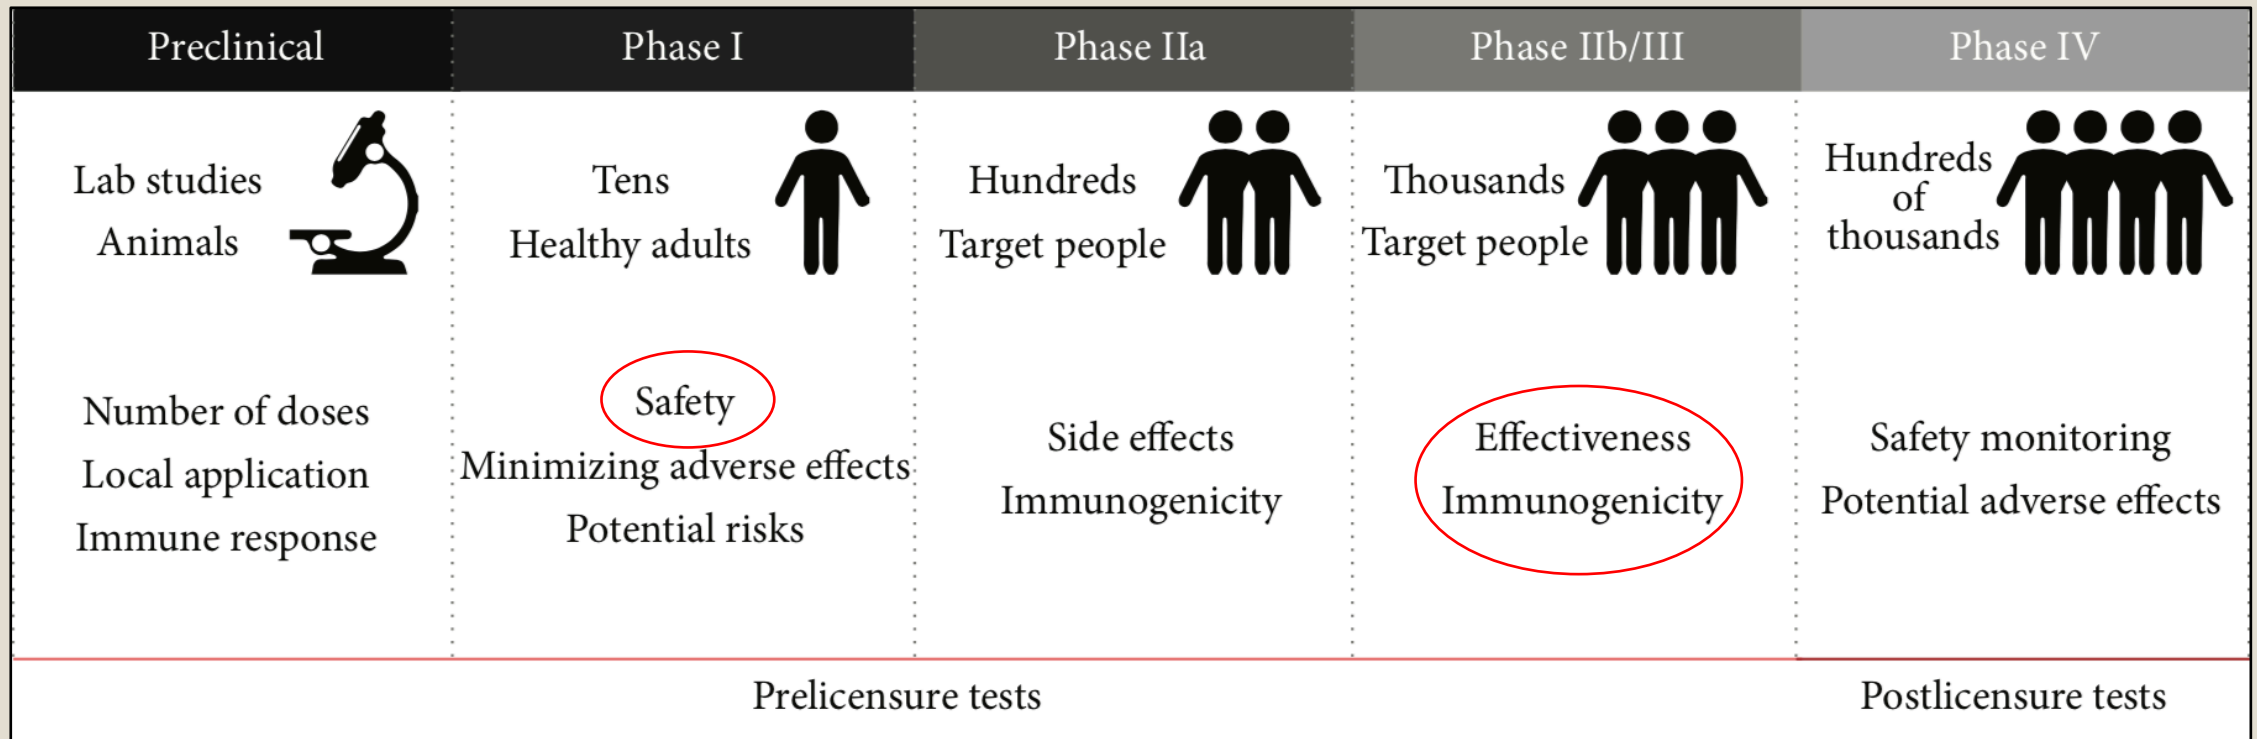 Preclinical
Phase I
Phase IIa
Phase IIb/III
Phase IV
Lab studies
Animals
Tens
Healthy adults
Hundreds
Target people
Thousands
Target people
Hundreds
of
thousands
Number of doses
Local application
Immune response
Safety
Minimizing adverse effects
Potential risks
Side effects
Immunogenicity
Effectiveness
Immunogenicity
Safety monitoring
Potential adverse effects
Prelicensure tests
Postlicensure tests